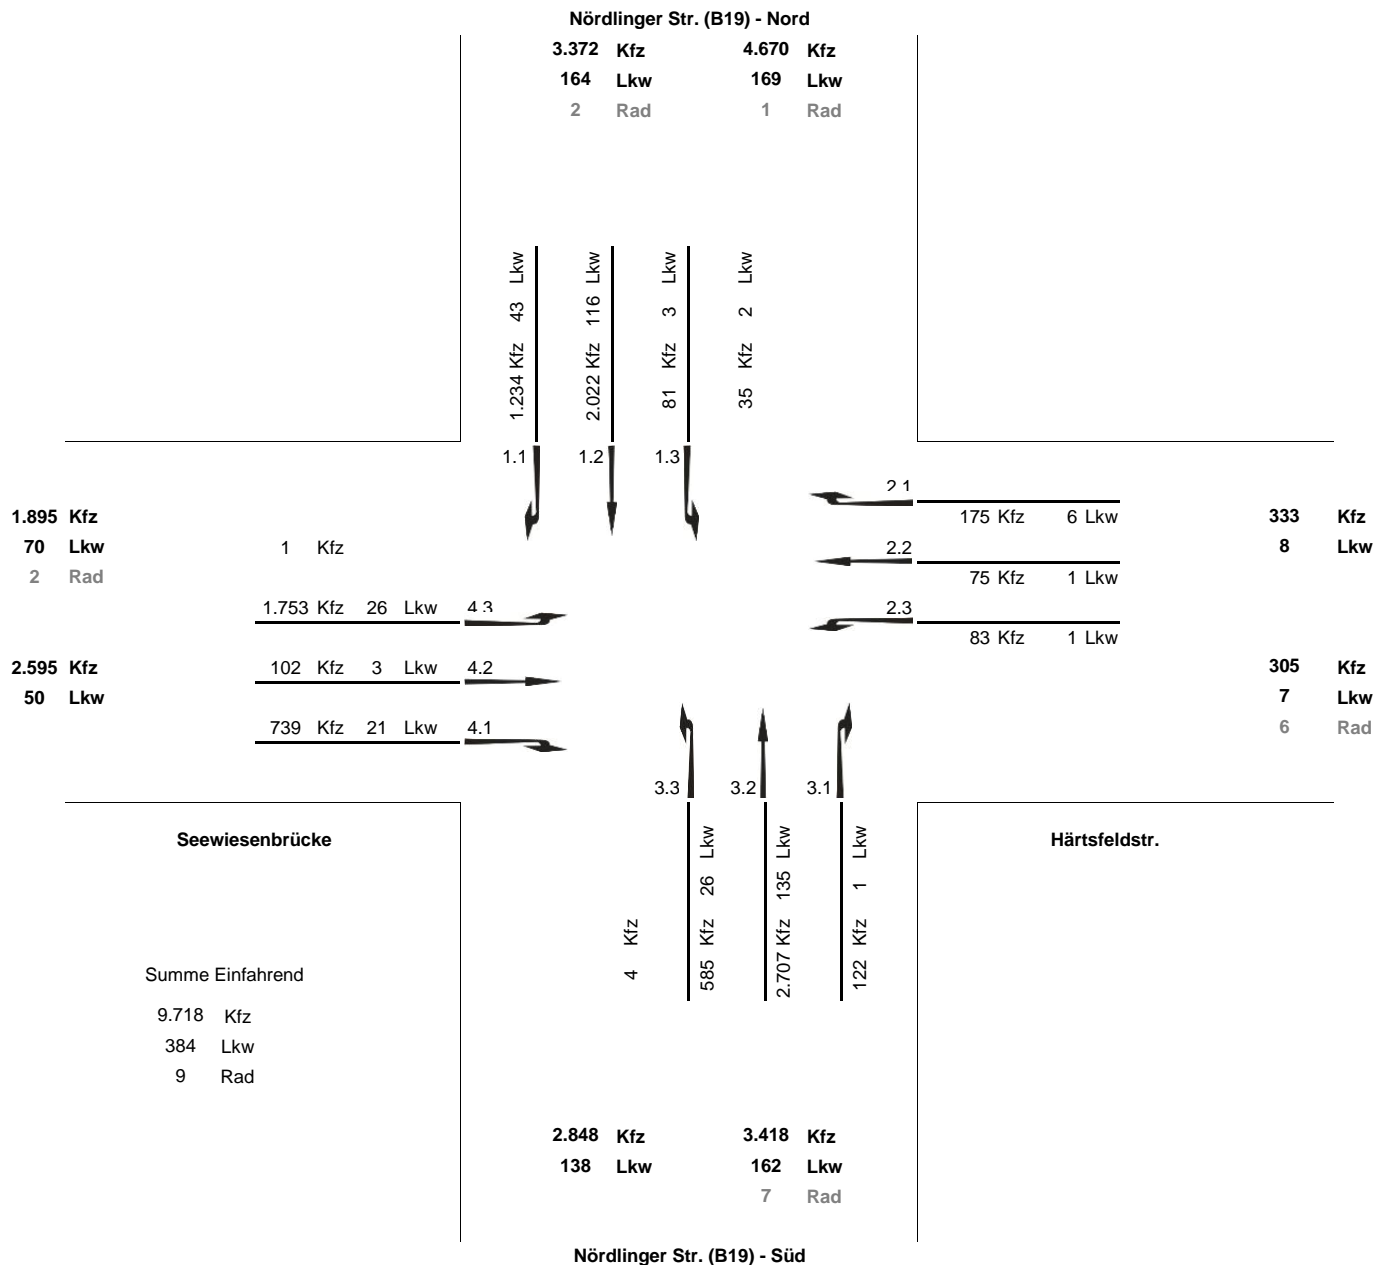 Nördlinger Str. (B19) - Nord
3.372 Kfz 4.670 Kfz
164 Lkw 169 Lkw
2 Rad 1 Rad
1.234 Kfz 43 Lkw
2.022 Kfz 116 Lkw
81 Kfz 3 Lkw
35 Kfz 2 Lkw
1.1 1.2 1.3
2.1
175 Kfz 6 Lkw
2.2
75 Kfz 1 Lkw
2.3
83 Kfz 1 Lkw
333 Kfz
8 Lkw
305 Kfz
7 Lkw
6 Rad
1.895 Kfz
70 Lkw
2 Rad
1 Kfz
1.753 Kfz 26 Lkw 4.3
102 Kfz 3 Lkw 4.2
739 Kfz 21 Lkw 4.1
2.595 Kfz
50 Lkw
3.3 3.2 3.1
4 Kfz
585 Kfz 26 Lkw
2.707 Kfz 135 Lkw
122 Kfz 1 Lkw
Seewiesenbrücke
Härtsfeldstr.
Summe Einfahrend
9.718 Kfz
384 Lkw
9 Rad
2.848 Kfz 3.418 Kfz
138 Lkw 162 Lkw
7 Rad
Nördlinger Str. (B19) - Süd